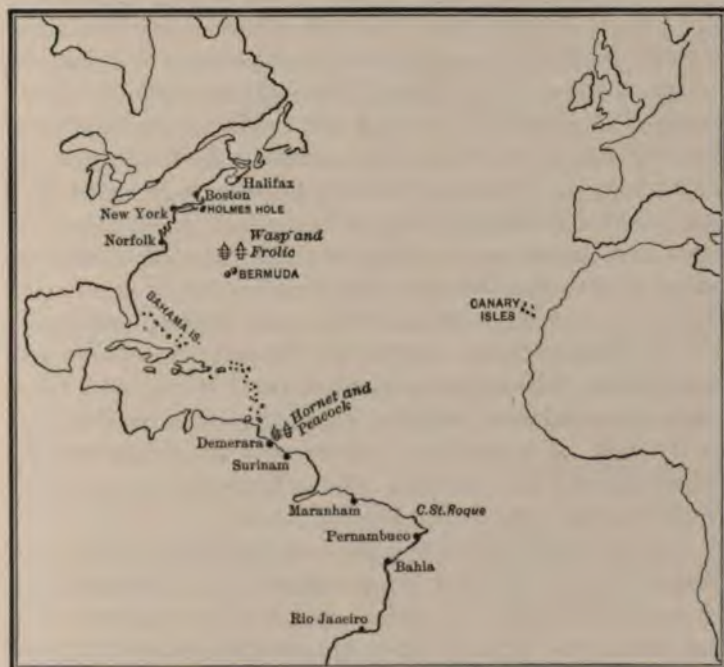 Halifax
Boston
New York
HOLMES HOLE
Norfolk
Wasp and
Frolic
BERMUDA
BAHAMA IS.
CANARY
ISLES
Hornet and
Peacock
Demerara
Surinam
Maranham
C.St.Roque
Pernambuco
Bahia
Rio Janeiro